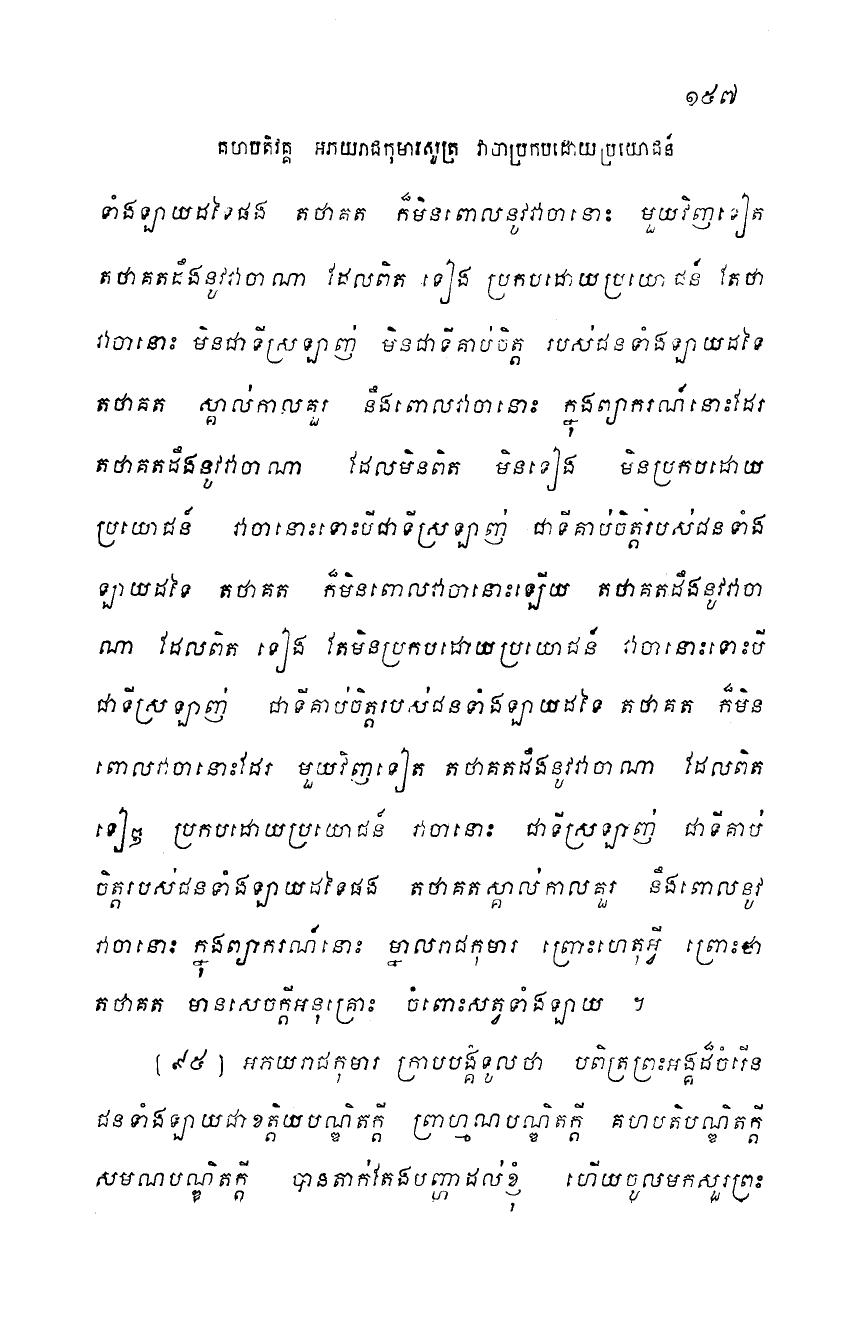 ១៥៧
គហបតិវគ្គ អភយរាជកុមារសូត្រ វាចាប្រកបដោយប្រយោជន៍
ទាំងឡាយដទៃផង តថាគត ក៏មិនពោលនូវវាចានោះ មួយវិញទៀត
តថាគតដឹងនូវវាចាណា ដែលពិត ទៀង ប្រកបដោយប្រយោជន៍ តែថា
វាចានោះ មិនជាទីស្រឡាញ់ មិនជាទីគាប់ចិត្ត របស់ជនទាំងឡាយដទៃ
តថាគត ស្គាល់កាលគួរ នឹងពោលវាចានោះ ក្នុងព្យាករណ៍នោះដែរ
តថាគតដឹងនូវវាចាណា ដែលមិនពិត មិនទៀង មិនប្រកបដោយ
ប្រយោជន៍ វាចានោះទោះបីជាទីស្រឡាញ់ ជាទីគាប់ចិត្តរបស់ជនទាំង
ឡាយដទៃ តថាគត ក៏មិនពោលវាចានោះឡើយ តថាគតដឹងនូវវាចា
ណា ដែលពិត ទៀង តែមិនប្រកបដោយប្រយោជន៍ វាចានោះទោះបី
ជាទីស្រឡាញ់ ជាទីគាប់ចិត្តរបស់ជនទាំងឡាយដទៃ តថាគត ក៏មិន
ពោលវាចានោះដែរ មួយវិញទៀត តថាគតដឹងនូវវាចាណា ដែលពិត
ទៀង ប្រកបដោយប្រយោជន៍ វាចានោះ ជាទីស្រឡាញ់ ជាទីគាប់
ចិត្តរបស់ជនទាំងឡាយដទៃផង តថាគតស្គាល់កាលគួរ នឹងពោលនូវ
វាចានោះ ក្នុងព្យាករណ៍នោះ ម្នាលរាជកុមារ ព្រោះហេតុអ្វី ព្រោះថា
តថាគត មានសេចក្តីអនុគ្រោះ ចំពោះសត្វទាំងឡាយ ។
[ ៩៥ ] អភយរាជកុមារ ក្រាបបង្គំទូលថា បពិត្រព្រះអង្គដ៏ចំរើន
ជនទាំងឡាយជាខត្តិយបណ្ឌិតក្តី ព្រាហ្មណបណ្ឌិតក្តី គហបតិបណ្ឌិតក្តី
សមណបណ្ឌិតក្តី បានតាក់តែងបញ្ហាដល់ខ្ញុំ ហើយចូលមកសួរព្រះ